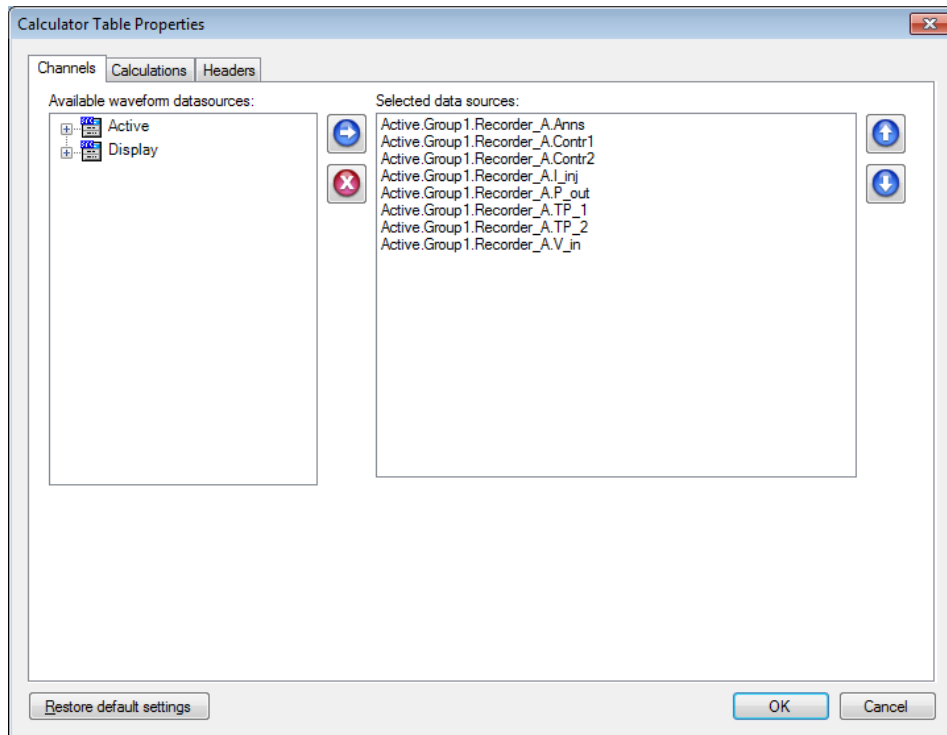 Calculator Table Properties
Channels Calculations Headers
Available waveform datasources:
Active
Display
Selected data sources:
Active.Group1.Recorder_A.Anns
Active.Group1.Recorder_A.Contr1
Active.Group1.Recorder_A.Contr2
Active.Group1.Recorder_A.I_inj
Active.Group1.Recorder_A.P_out
Active.Group1.Recorder_A.TP_1
Active.Group1.Recorder_A.TP_2
Active.Group1.Recorder_A.V_in
Restore default settings OK Cancel